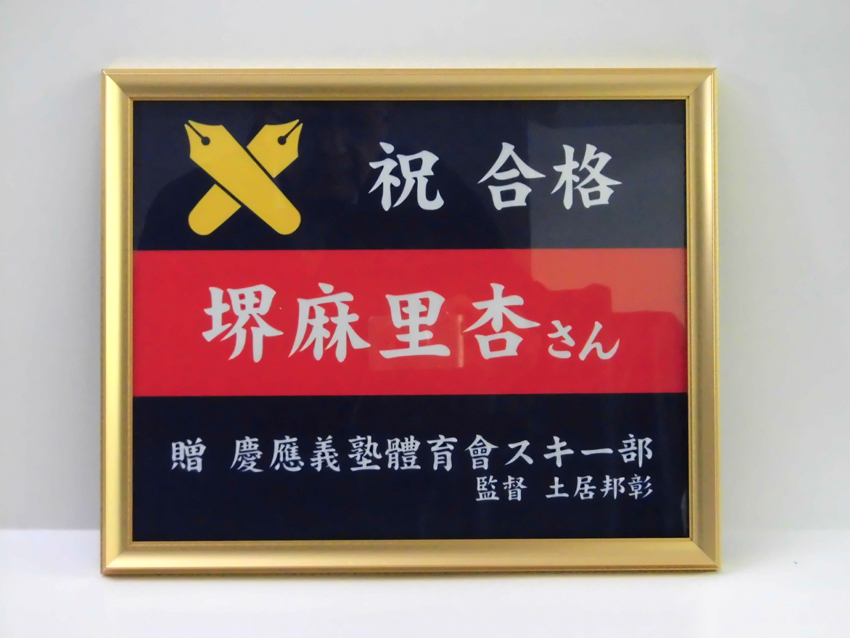 祝 合格
堺麻里杏さん
贈 慶應義塾體育會スキー部
監督 土居邦彰